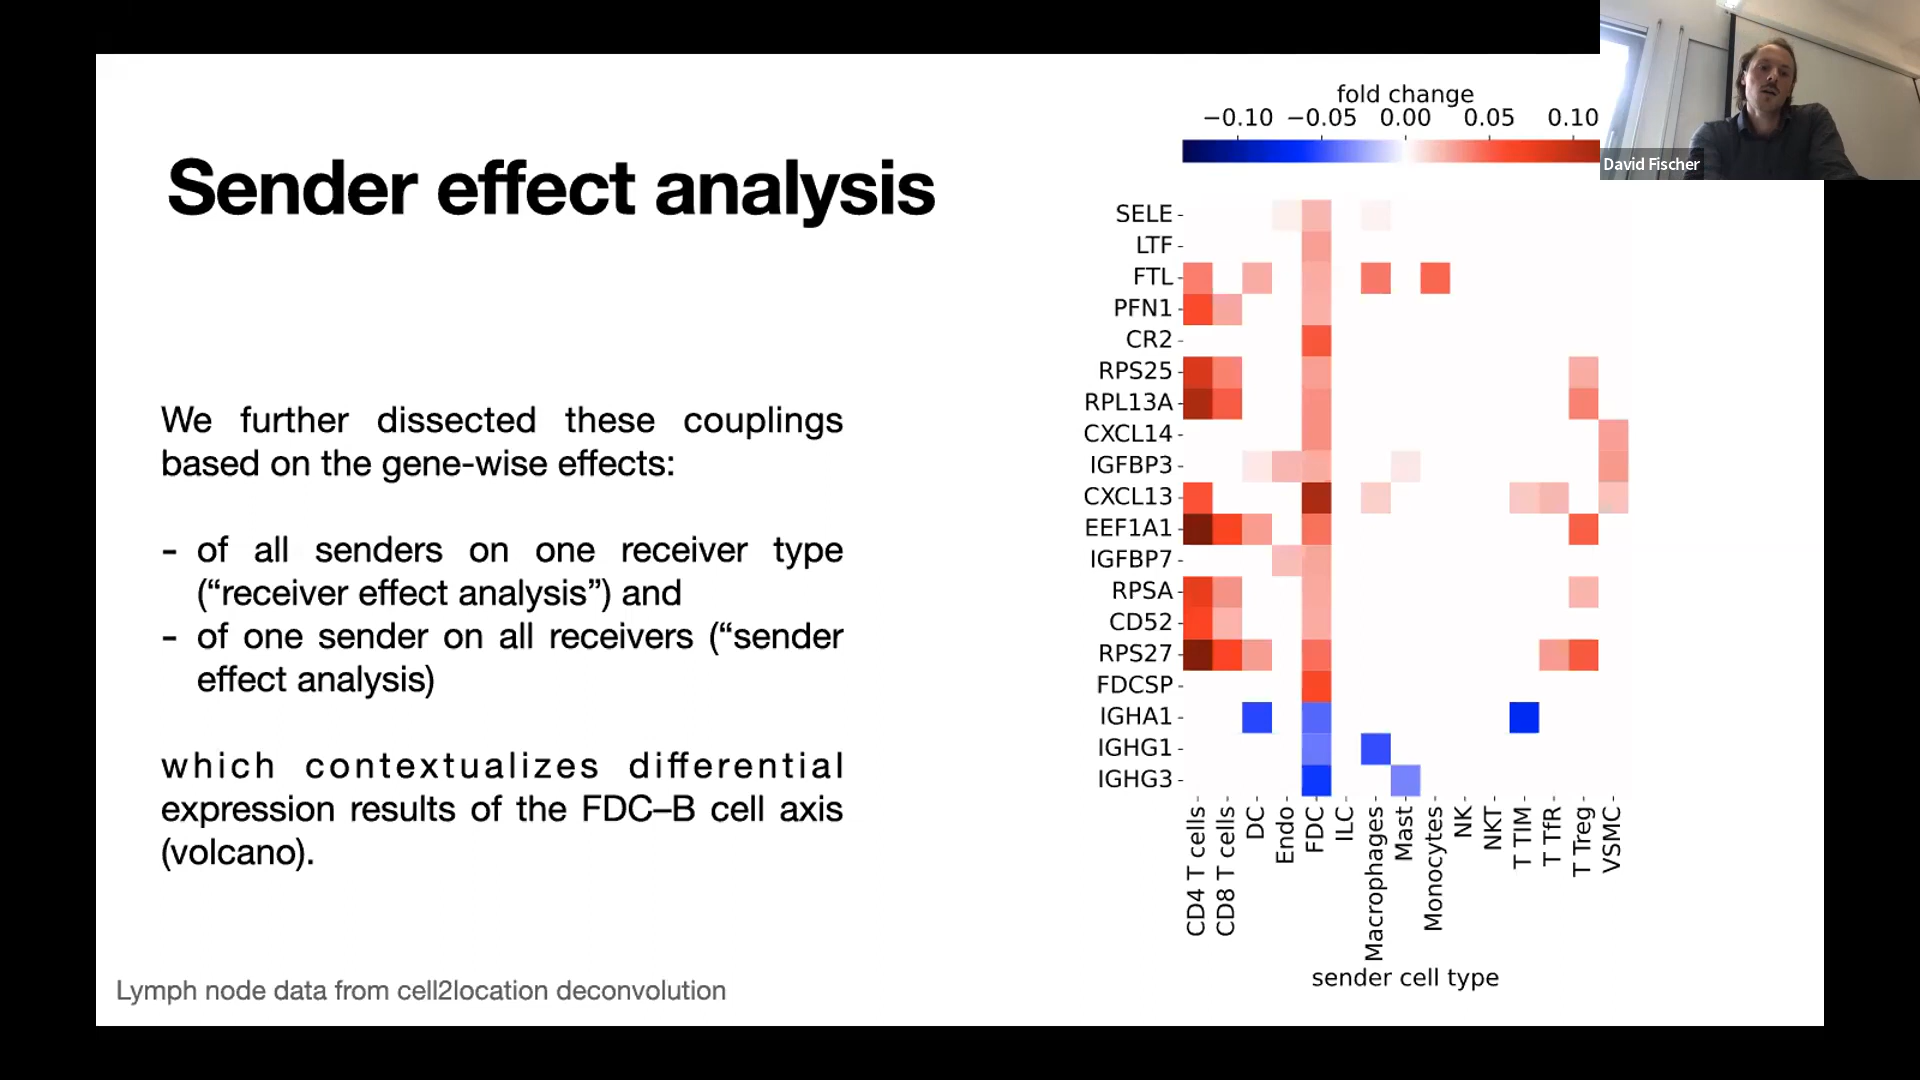 David Fischer
Sender effect analysis
We further dissected these couplings
based on the gene-wise effects:
- of all senders on one receiver type
(“receiver effect analysis”) and
- of one sender on all receivers (“sender
effect analysis)
which contextualizes differential
expression results of the FDC–B cell axis
(volcano).
Lymph node data from cell2location deconvolution
fold change
−0.10 −0.05 0.00 0.05 0.10
SELE
LTF
FTL
PFN1
CR2
RPS25
RPL13A
CXCL14
IGFBP3
CXCL13
EEF1A1
IGFBP7
RPSA
CD52
RPS27
FDCSP
IGHA1
IGHG1
IGHG3
CD4 T cells
CD8 T cells
DC
Endo
FDC
ILC
Macrophages
Mast
Monocytes
NK
NKT
T TIM
T TfR
T Treg
VSMC
sender cell type